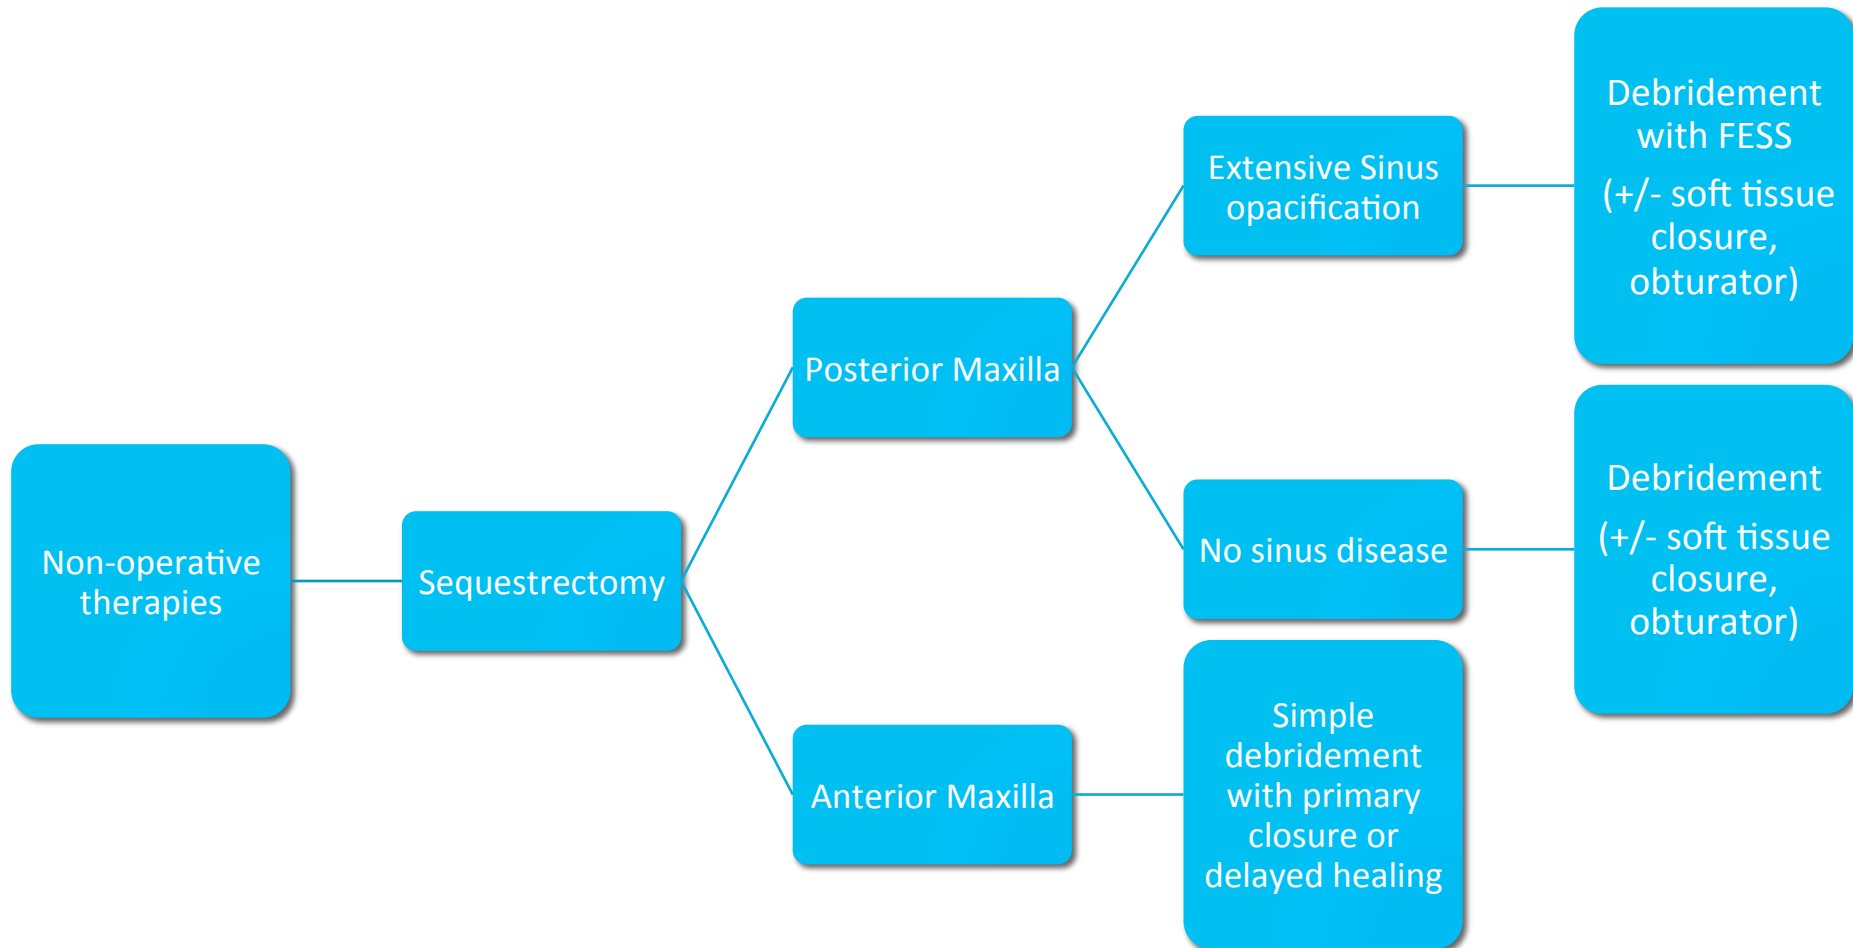 Non-operative
therapies
Sequestrectomy
Posterior Maxilla
Extensive Sinus
opacification
Debridement
with FESS
(+/- soft tissue
closure,
obturator)
No sinus disease
Debridement
(+/- soft tissue
closure,
obturator)
Anterior Maxilla
Simple
debridement
with primary
closure or
delayed healing